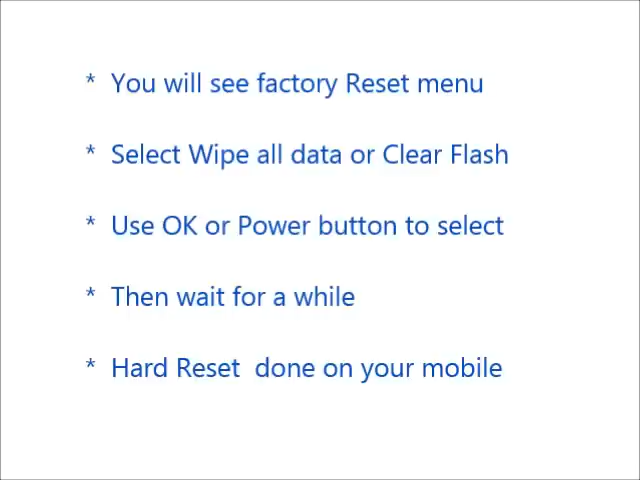 * You will see factory Reset menu
* Select Wipe all data or Clear Flash
* Use OK or Power button to select
* Then wait for a while
* Hard Reset  done on your mobile